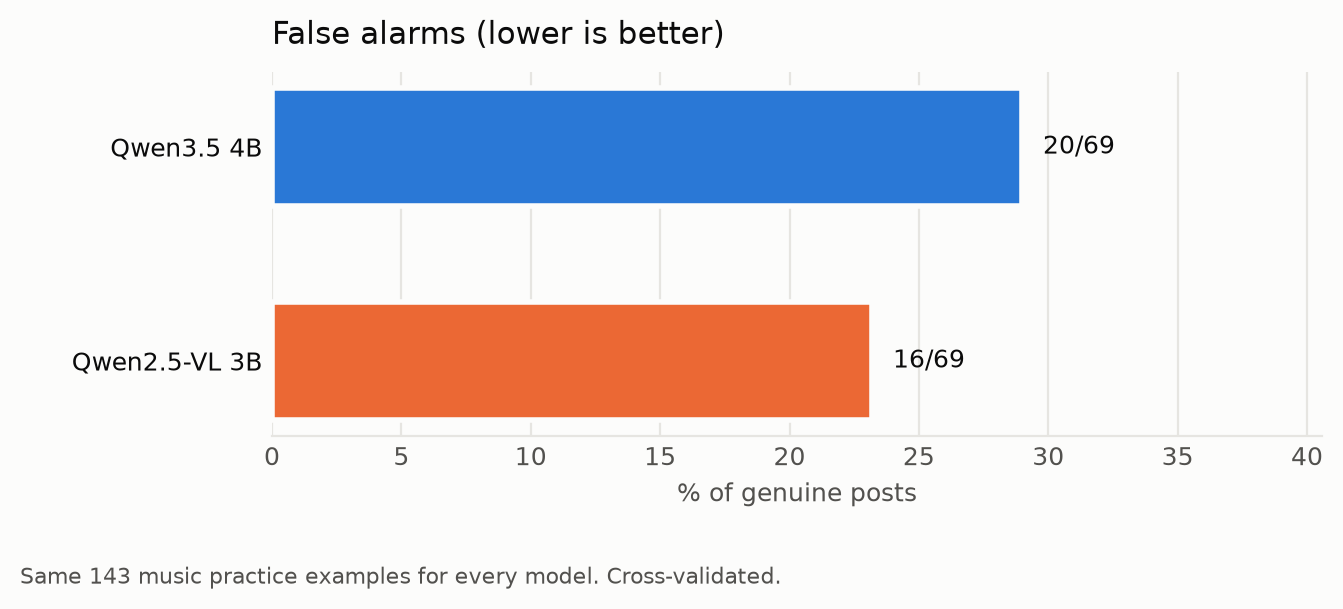 False alarms (lower is better)
Qwen3.5 4B
20/69
Qwen2.5-VL 3B
16/69
0 5 10 15 20 25 30 35 40
% of genuine posts
Same 143 music practice examples for every model. Cross-validated.